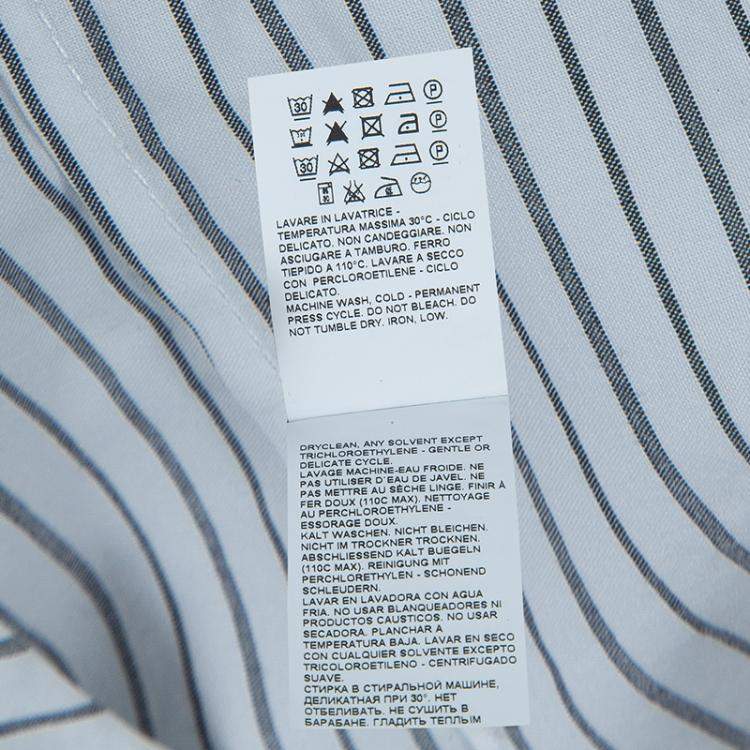 30 P
P
30 P
LAVARE IN LAVATRICE -
TEMPERATURA MASSIMA 30°C - CICLO
DELICATO. NON CANDEGGIARE. NON
ASCIUGARE A TAMBURO. FERRO
TIEPIDO A 110°C. LAVARE A SECCO
CON PERCLOROETILENE - CICLO
DELICATO.
MACHINE WASH, COLD - PERMANENT
PRESS CYCLE. DO NOT BLEACH. DO
NOT TUMBLE DRY. IRON, LOW.
DRYCLEAN, ANY SOLVENT EXCEPT
TRICHLOROETHYLENE - GENTLE OR
DELICATE CYCLE.
LAVAGE MACHINE-EAU FROIDE. NE
PAS UTILISER D'EAU DE JAVEL. NE
PAS METTRE AU SÈCHE LINGE. FINIR À
FER DOUX (110C MAX). NETTOYAGE
AU PERCHLOROETHYLENE -
ESSORAGE DOUX.
KALT WASCHEN. NICHT BLEICHEN.
NICHT IM TROCKNER TROCKNEN.
ABSCHLIESSEND KALT BUEGELN
(110C MAX). REINIGUNG MIT
PERCHLORETHYLEN - SCHONEND
SCHLEUDERN.
LAVAR EN LAVADORA CON AGUA
FRIA. NO USAR BLANQUEADORES NI
PRODUCTOS CAUSTICOS. NO USAR
SECADORA. PLANCHAR A
TEMPERATURA BAJA. LAVAR EN SECO
CON CUALQUIER SOLVENTE EXCEPTO
TRICOLOROETILENO - CENTRIFUGADO
SUAVE.
СТИРКА В СТИРАЛЬНОЙ МАШИНЕ,
ДЕЛИКАТНАЯ ПРИ 30°. НЕТ
ОТБЕЛИВАТЬ. НЕ СУШИТЬ В
БАРАБАНЕ. ГЛАДИТЬ ТЕПЛЫМ